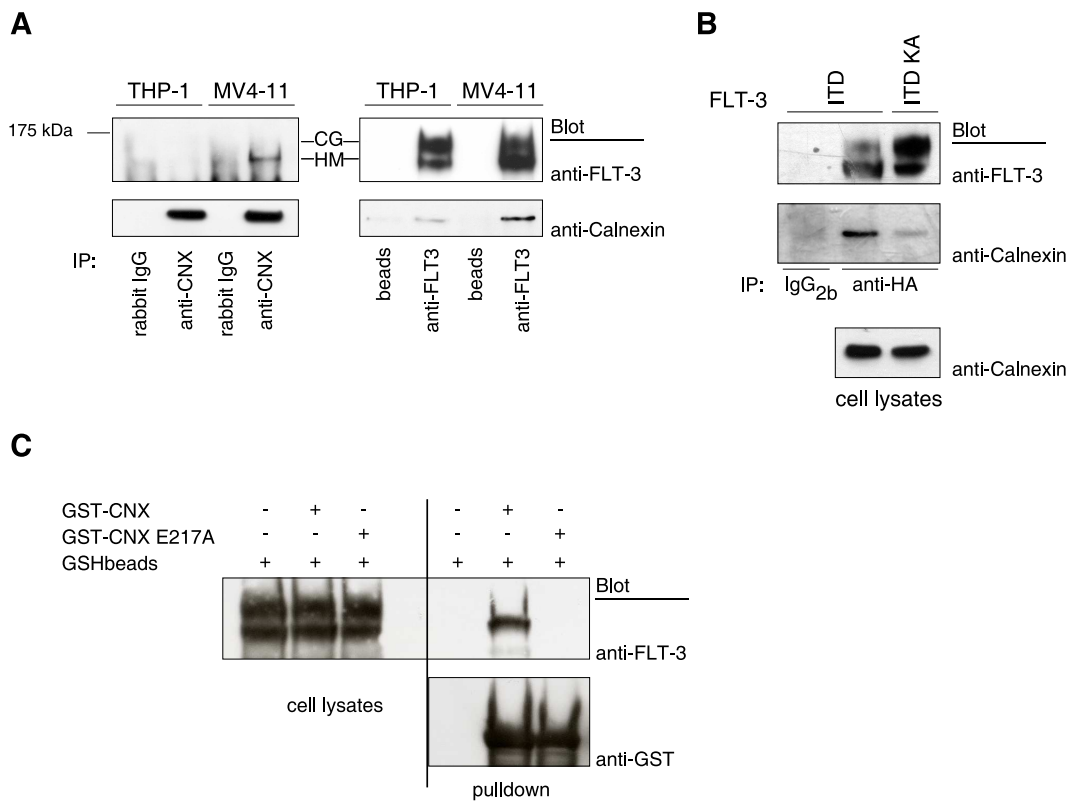 A
THP-1 MV4-11
THP-1 MV4-11
175 kDa
CG
HM
Blot
anti-FLT-3
anti-Calnexin
IP:
rabbit IgG
anti-CNX
rabbit IgG
anti-CNX
beads
anti-FLT3
beads
anti-FLT3
B
FLT-3
ITD
ITD KA
Blot
anti-FLT-3
anti-Calnexin
IP: IgG2b anti-HA
anti-Calnexin
cell lysates
C
GST-CNX - + - - + -
GST-CNX E217A - - + - - +
GSHbeads + + + + + +
Blot
anti-FLT-3
cell lysates
anti-GST
pulldown